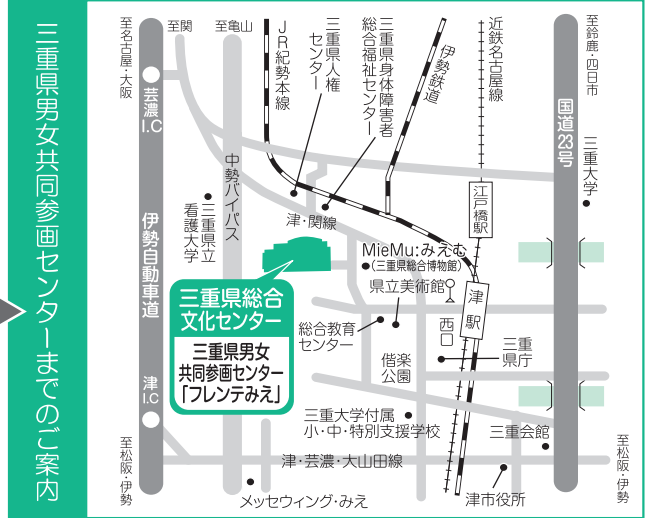 三重県男女共同参画センターまでのご案内
至名古屋・大阪
至関
至亀山
JR紀勢本線
三重県人権
センター
三重県身体障害者
総合福祉センター
伊勢鉄道
近鉄名古屋線
至鈴鹿・四日市
芸濃
I.C
国道23号
三重大学
中勢バイパス
江戸橋駅
三重県立
看護大学
津・関線
伊勢自動車道
MieMu:みえむ
(三重県総合博物館)
県立美術館
津駅
西口
三重県総合
文化センター
三重県男女
共同参画センター
「フレンテみえ」
総合教育
センター
偕楽
公園
三重
県庁
津
I.C
三重大学付属
小・中・特別支援学校
三重会館
至松阪・伊勢
津・芸濃・大山田線
至松阪・伊勢
メッセウィング・みえ
津市役所